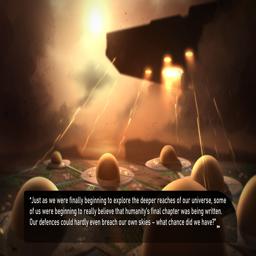 "Just as we were finally beginning to explore the deeper reaches of our universe, some
of us were beginning to really believe that humanity's final chapter was being written.
Our defences could hardly even breach our own skies – what chance did we have?"